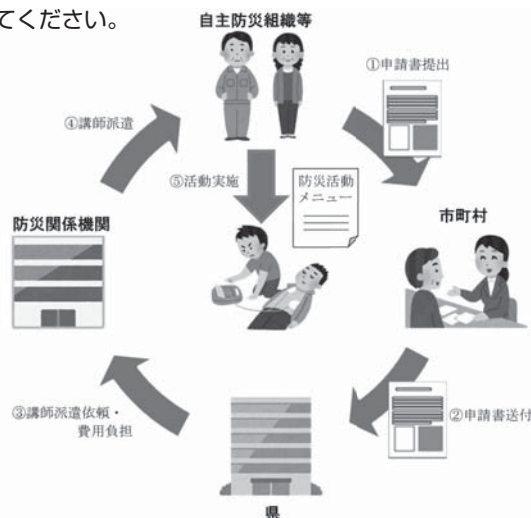 てください。
自主防災組織等
①申請書提出
④講師派遣
⑤活動実施
防災活動
メニュー
防災関係機関
市町村
③講師派遣依頼・
費用負担
②申請書送付
県